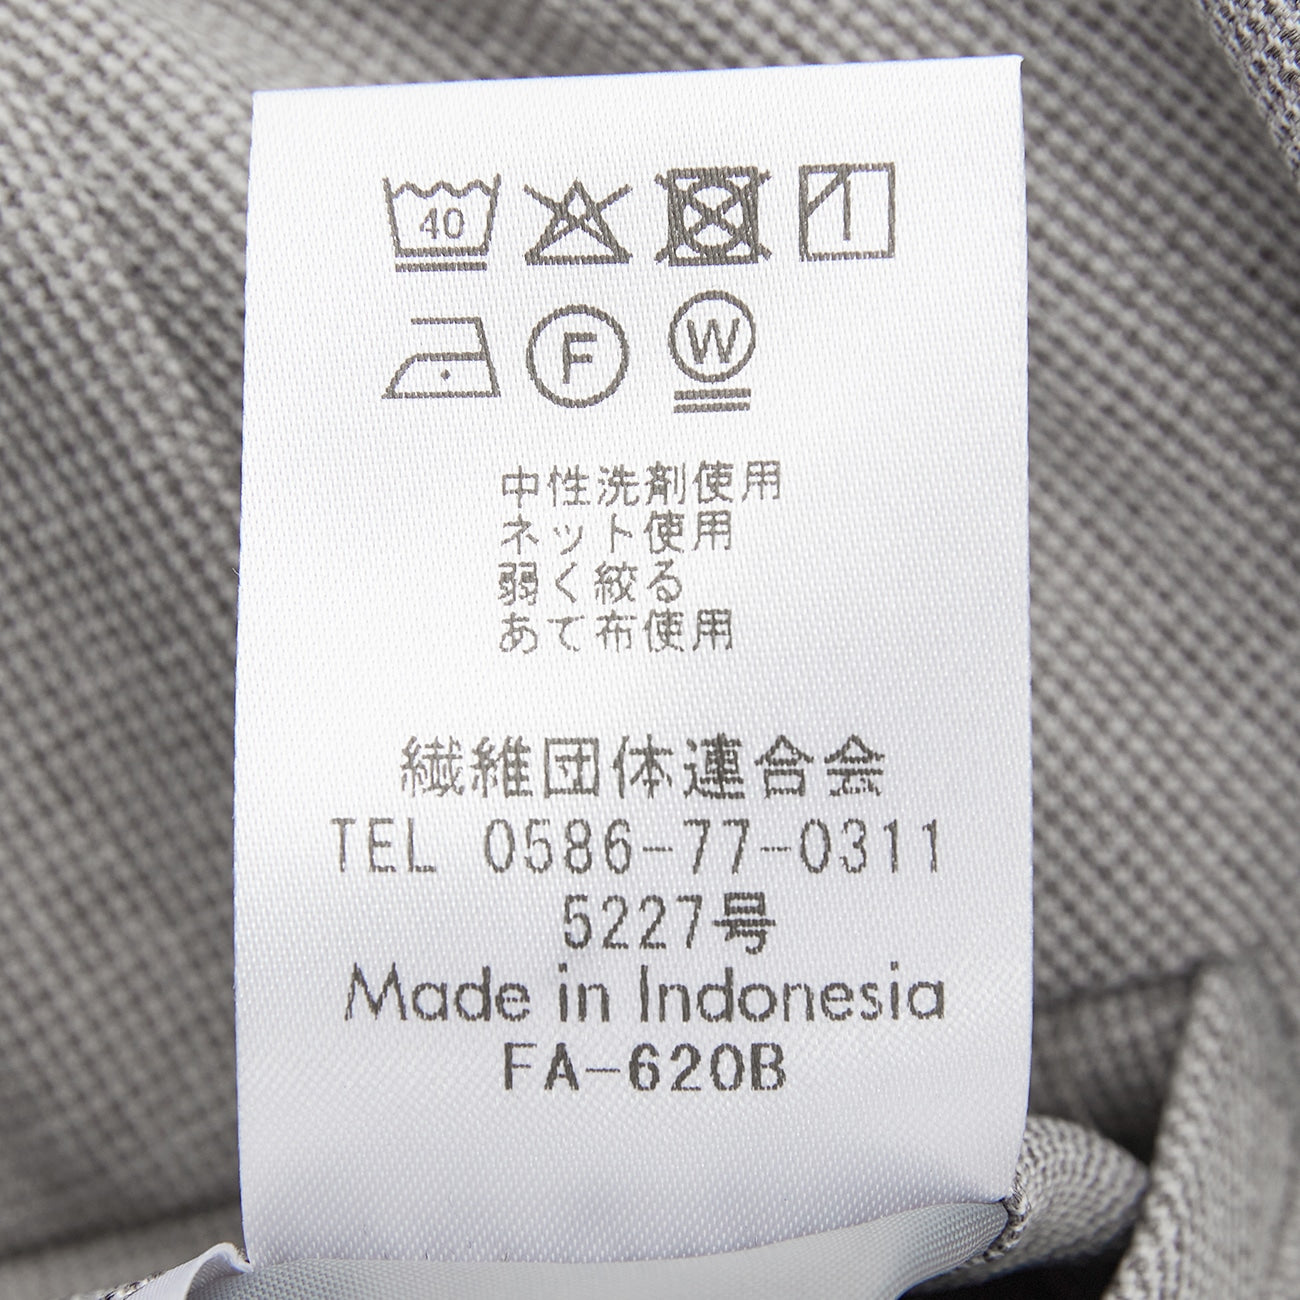 40
F W
中性洗剤使用
ネット使用
弱く絞る
あて布使用
繊維団体連合会
TEL 0586-77-0311
5227号
Made in Indonesia
FA-620B